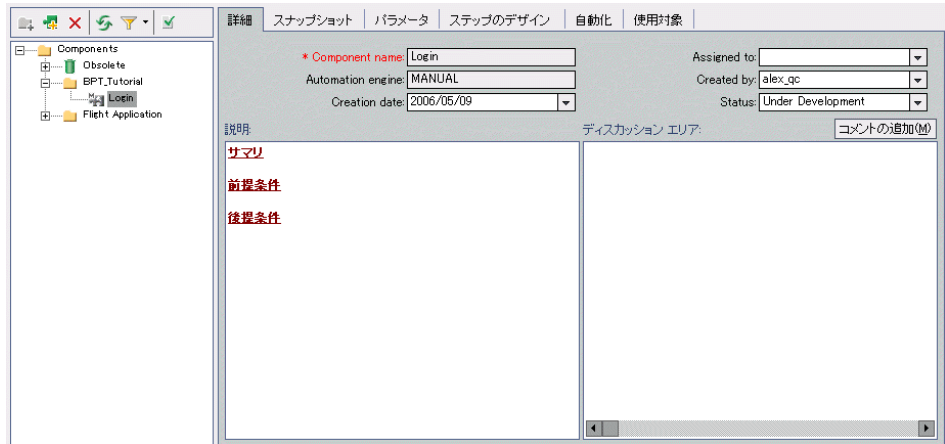 Components
Obsolete
BPT_Tutorial
Login
Flight Application
詳細 スナップショット パラメータ ステップのデザイン 自動化 使用対象
* Component name: Login
Assigned to:
Automation engine: MANUAL
Created by: alex_qc
Creation date: 2006/05/09
Status: Under Development
説明:
ディスカッション エリア:
コメントの追加(M)
サマリ
前提条件
後提条件